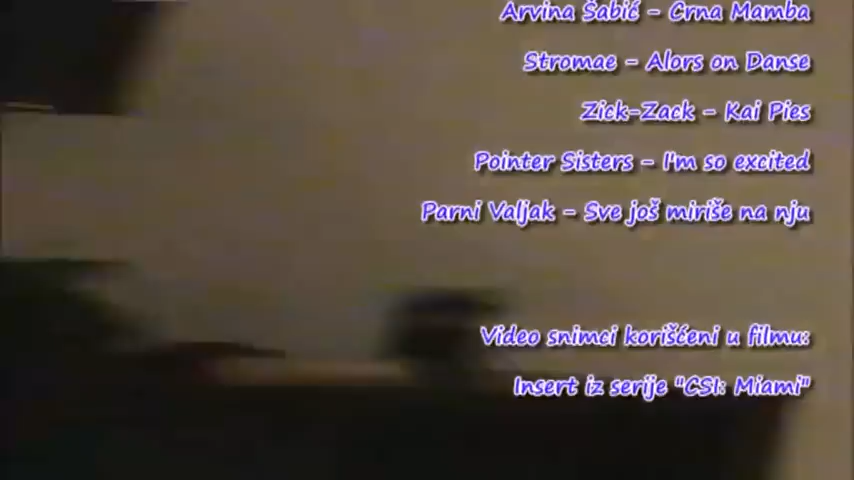 Arvina Šabić - Crna Mamba
Stromae - Alors on Danse
Zick-Zack - Kai Pies
Pointer Sisters - I'm so excited
Parni Valjak - Sve još miriše na nju
Video snimci korišćeni u filmu:
Insert iz serije "CSI: Miami"